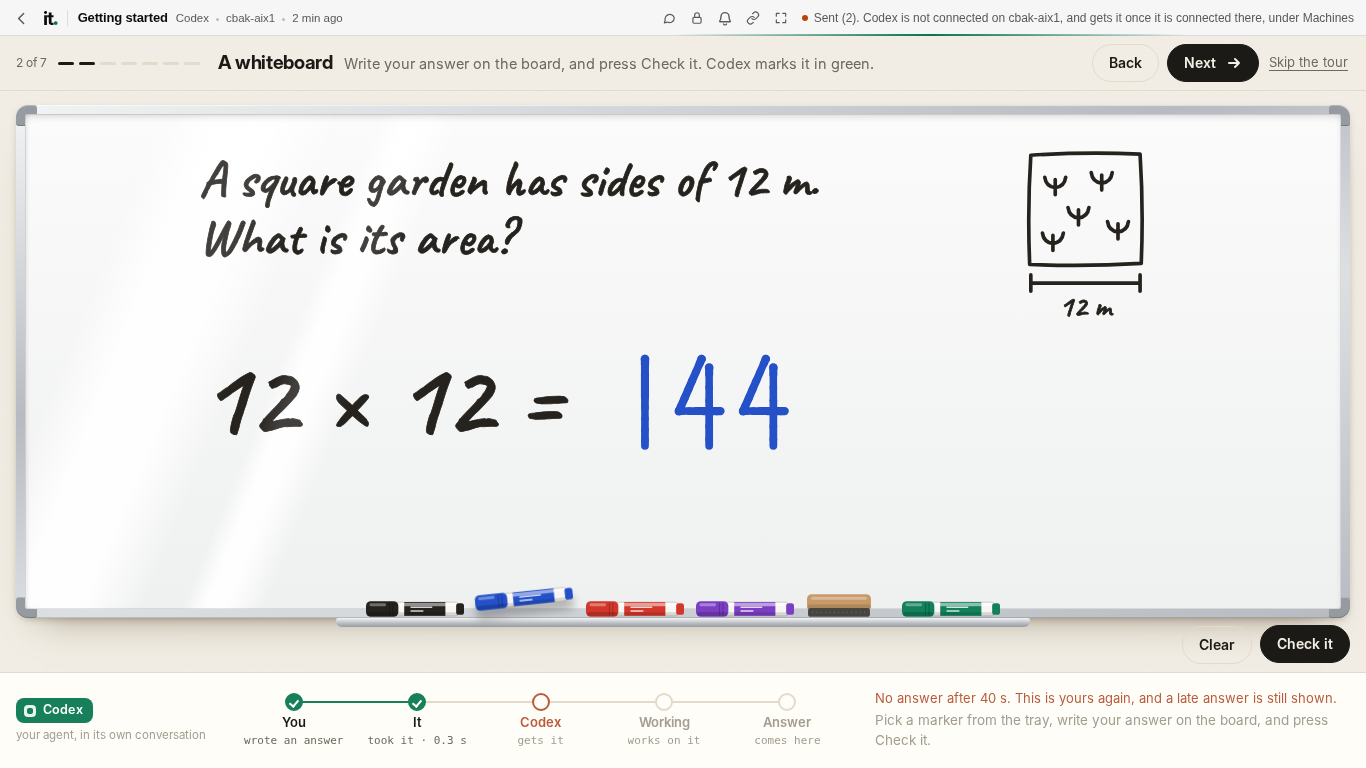 it.
Getting started Codex • cbak-aix1 • 2 min ago
Sent (2). Codex is not connected on cbak-aix1, and gets it once it is connected there, under Machines
2 of 7
A whiteboard Write your answer on the board, and press Check it. Codex marks it in green.
Back
Next →
Skip the tour
A square garden has sides of 12 m.
What is its area?
12 m
12 × 12 = 144
Clear
Check it
Codex
your agent, in its own conversation
You
wrote an answer
It
took it · 0.3 s
Codex
gets it
Working
works on it
Answer
comes here
No answer after 40 s. This is yours again, and a late answer is still shown.
Pick a marker from the tray, write your answer on the board, and press
Check it.